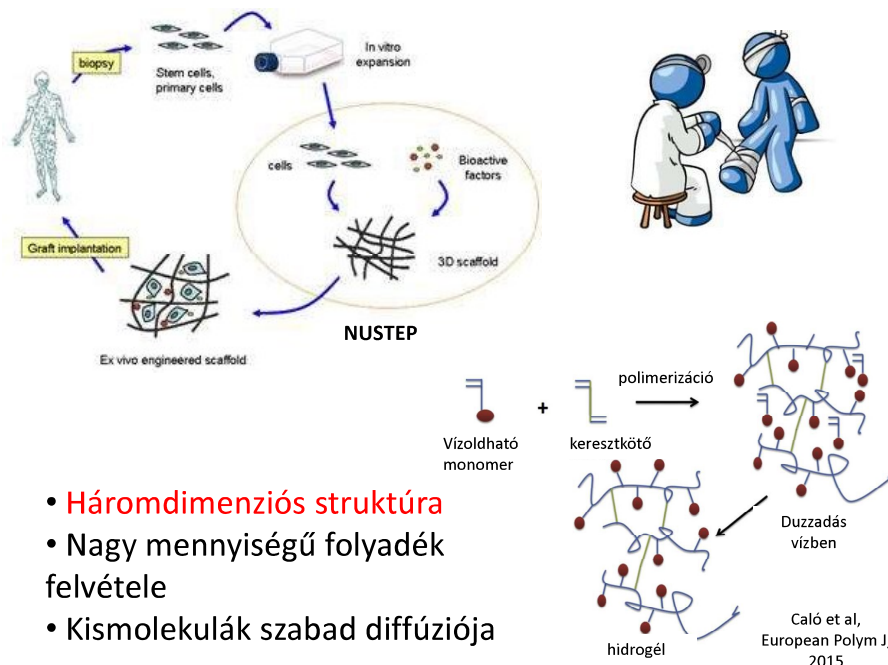 biopsy
Stem cells,
primary cells
In vitro
expansion
cells
Bioactive
factors
3D scaffold
Graft implantation
Ex vivo engineered scaffold
NUSTEP
Vízoldható
monomer
+
keresztkötő
polimerizáció
Duzzadás
vízben
hidrogél
• Háromdimenziós struktúra
• Nagy mennyiségű folyadék
felvétele
• Kismolekulák szabad diffúziója
Caló et al,
European Polym J,
2015